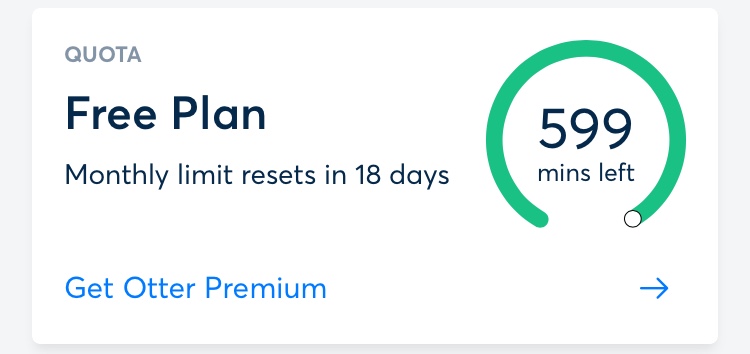 QUOTA
Free Plan
Monthly limit resets in 18 days
599
mins left
Get Otter Premium